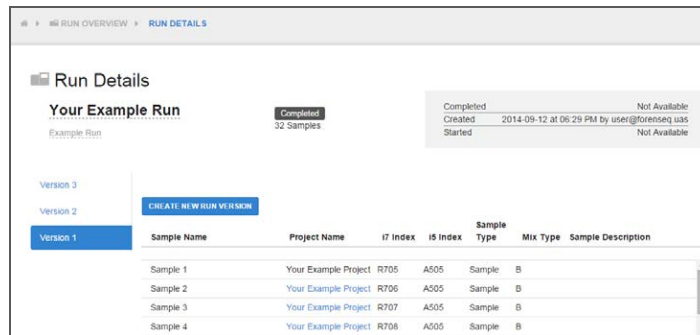 RUN OVERVIEW RUN DETAILS
Run Details
Your Example Run
Example Run
Completed
32 Samples
Completed Not Available
Created 2014-09-12 at 06:29 PM by user@forenseq.uas
Started Not Available
Version 3
Version 2
Version 1
CREATE NEW RUN VERSION
Sample Name Project Name i7 Index i5 Index Sample Type Mix Type Sample Description
Sample 1 Your Example Project R705 A505 Sample B
Sample 2 Your Example Project R706 A505 Sample B
Sample 3 Your Example Project R707 A505 Sample B
Sample 4 Your Example Project R708 A505 Sample B